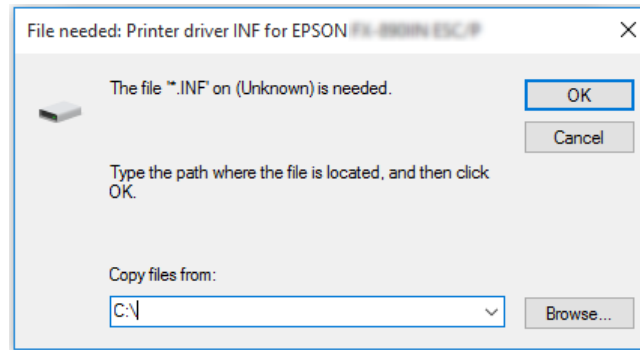 File needed: Printer driver INF for EPSON
The file '*.INF' on (Unknown) is needed.
OK
Cancel
Type the path where the file is located, and then click
OK.
Copy files from:
C:\
Browse...